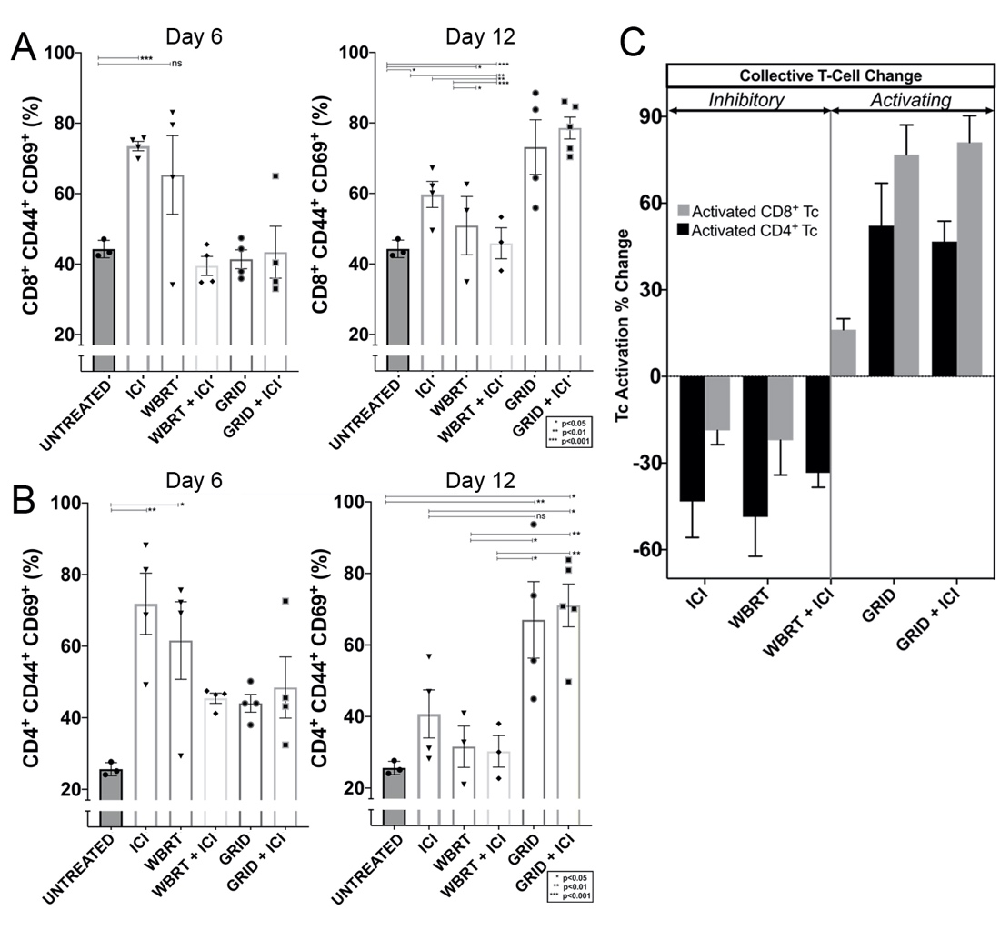 A
Day 6
CD8+ CD44+ CD69+ (%)
100
80
60
40
20
***
ns
UNTREATED
ICI
WBRT
WBRT + ICI
GRID
GRID + ICI
Day 12
CD8+ CD44+ CD69+ (%)
100
80
60
40
20
***
*
*
**
**
***
*
UNTREATED
ICI
WBRT
WBRT + ICI
GRID
GRID + ICI
* p<0.05
** p<0.01
*** p<0.001
B
Day 6
CD4+ CD44+ CD69+ (%)
100
80
60
40
20
*
**
UNTREATED
ICI
WBRT
WBRT + ICI
GRID
GRID + ICI
Day 12
CD4+ CD44+ CD69+ (%)
100
80
60
40
20
*
**
*
ns
**
*
**
*
UNTREATED
ICI
WBRT
WBRT + ICI
GRID
GRID + ICI
* p<0.05
** p<0.01
*** p<0.001
C
Collective T-Cell Change
Inhibitory
Activating
Tc Activation % Change
90
60
30
0
-30
-60
Activated CD8+ Tc
Activated CD4+ Tc
ICI
WBRT
WBRT + ICI
GRID
GRID + ICI